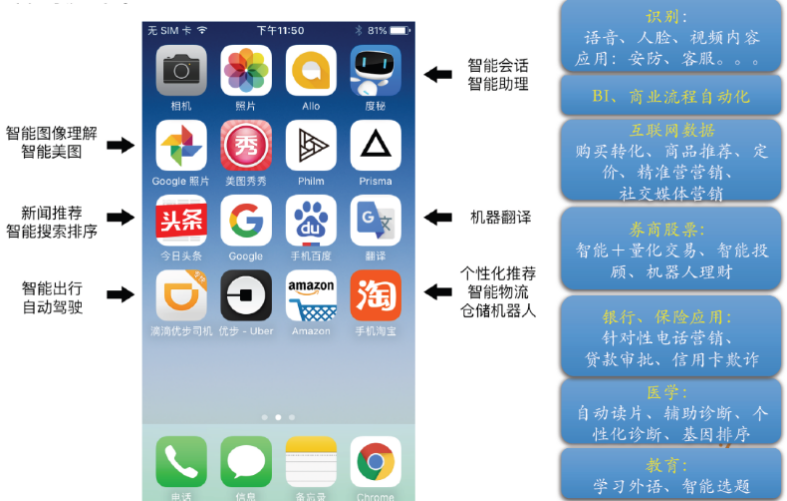 无 SIM 卡
下午11:50
81%
相机
照片
Allo
度秘
Google 照片
美图秀秀
Philm
Prisma
今日头条
Google
手机百度
翻译
滴滴优步司机
优步 - Uber
Amazon
手机淘宝
电话
信息
备忘录
Chrome
秀
头条
du
G
文
amazon
淘
智能图像理解
智能美图
新闻推荐
智能搜索排序
智能出行
自动驾驶
智能会话
智能助理
机器翻译
个性化推荐
智能物流
仓储机器人
识别:
语音、人脸、视频内容
应用: 安防、客服。。。
BI、商业流程自动化
互联网数据
购买转化、商品推荐、定
价、精准营营销、
社交媒体营销
券商股票:
智能+量化交易、智能投
顾、机器人理财
银行、保险应用:
针对性电话营销、
贷款审批、信用卡欺诈
医学:
自动读片、辅助诊断、个
性化诊断、基因排序
教育:
学习外语、智能选题